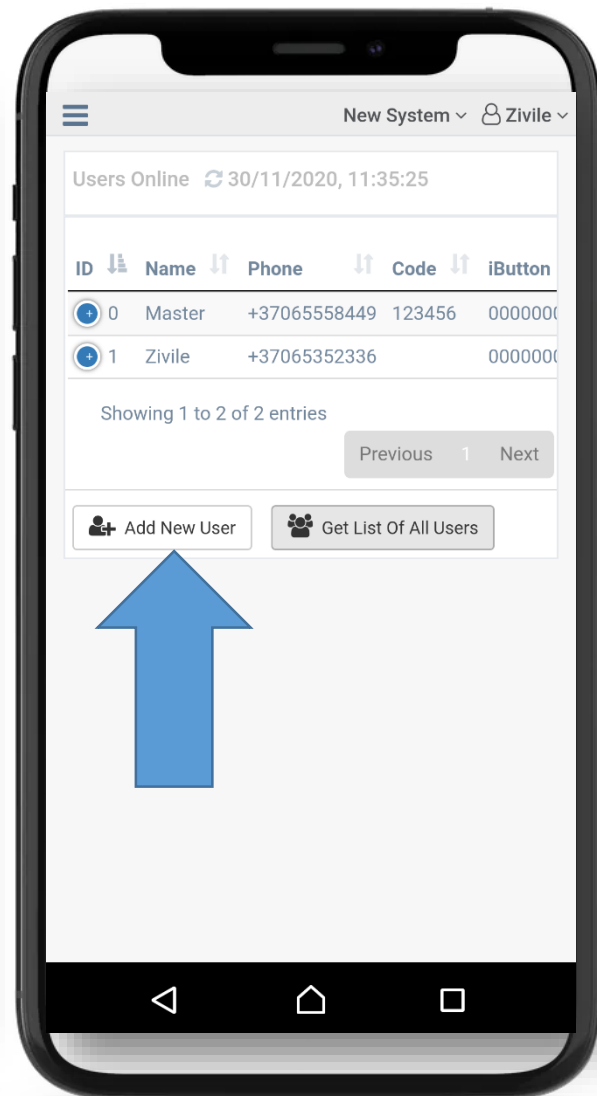 New System Zivile
Users Online 30/11/2020, 11:35:25
ID Name Phone Code iButton
0 Master +37065558449 123456 0000000
1 Zivile +37065352336 0000000
Showing 1 to 2 of 2 entries
Previous 1 Next
Add New User Get List Of All Users